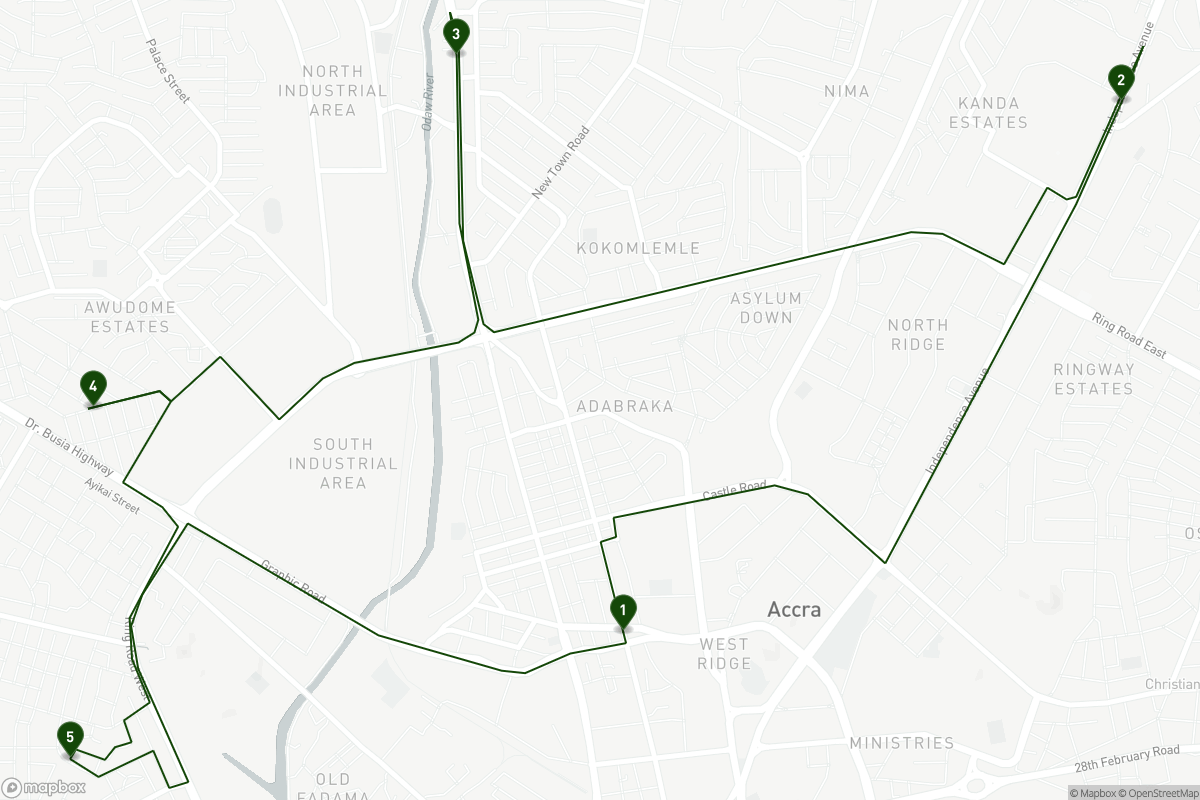 3
2
Palace Street
NORTH
INDUSTRIAL
AREA
Odaw River
New Town Road
NIMA
KANDA
ESTATES
KOKOMLEMLE
ASYLUM
DOWN
NORTH
RIDGE
Ring Road East
RINGWAY
ESTATES
AWUDOME
ESTATES
4
Dr. Busia Highway
Ayikai Street
SOUTH
INDUSTRIAL
AREA
ADABRAKA
Independence Avenue
Castle Road
Graphic Road
1
Accra
WEST
RIDGE
Ring Road West
5
Christian
MINISTRIES
28th February Road
OLD
FADAMA
mapbox
© Mapbox © OpenStreetMap